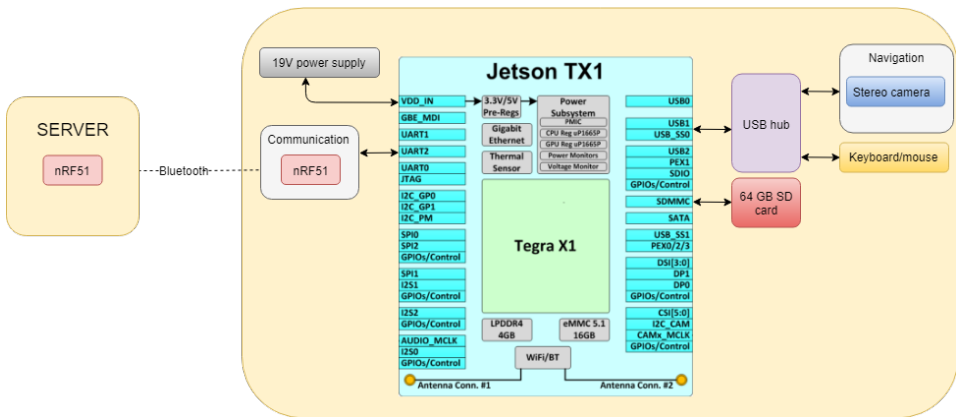 SERVER
nRF51
Bluetooth
19V power supply
Communication
nRF51
Jetson TX1
VDD_IN
GBE_MDI
UART1
UART2
UART0
JTAG
I2C_GP0
I2C_GP1
I2C_PM
SPI0
SPI2
GPIOs/Control
SPI1
I2S1
GPIOs/Control
I2S2
GPIOs/Control
AUDIO_MCLK
I2S0
GPIOs/Control
3.3V/5V
Pre-Regs
Gigabit
Ethernet
Thermal
Sensor
Power
Subsystem
PMIC
CPU Reg uP1665P
GPU Reg uP1665P
Power Monitors
Voltage Monitor
Tegra X1
LPDDR4
4GB
eMMC 5.1
16GB
WiFi/BT
Antenna Conn. #1
Antenna Conn. #2
USB0
USB1
USB_SS0
USB2
PEX1
SDIO
GPIOs/Control
SDMMC
SATA
USB_SS1
PEX0/2/3
DSI[3:0]
DP1
DP0
GPIOs/Control
CSI[5:0]
I2C_CAM
CAMx_MCLK
GPIOs/Control
USB hub
64 GB SD
card
Navigation
Stereo camera
Keyboard/mouse